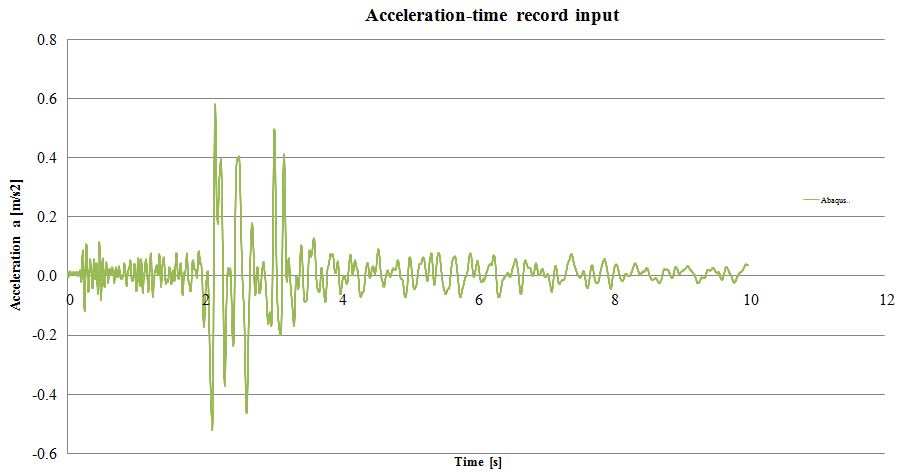 Acceleration-time record input
0.8
0.6
0.4
0.2
0.0
-0.2
-0.4
-0.6
0 2 4 6 8 10 12
Acceleration a [m/s2]
Time [s]
Abaqus..